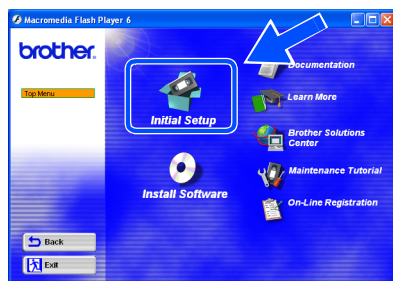 Macromedia Flash Player 6
brother.
Top Menu
Initial Setup
Install Software
Documentation
Learn More
Brother Solutions
Center
Maintenance Tutorial
On-Line Registration
Back
Exit